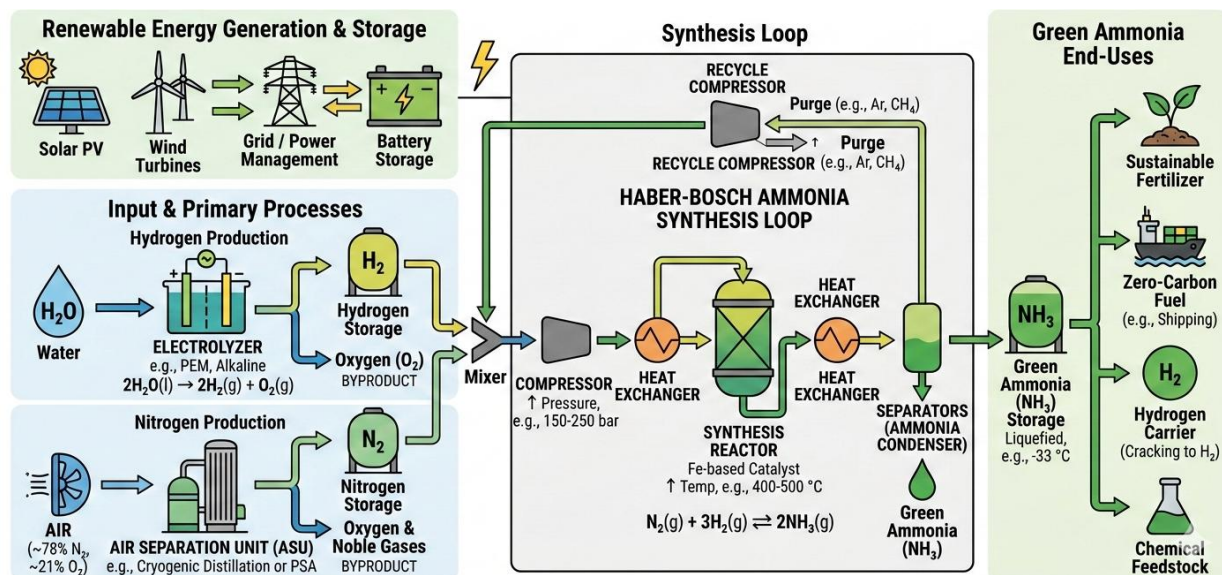 Renewable Energy Generation & Storage
Solar PV
Wind
Turbines
Grid / Power
Management
+ −
Battery
Storage
Input & Primary Processes
Hydrogen Production
+ −
H₂O
Water
ELECTROLYZER
e.g., PEM, Alkaline
2H₂O(l) → 2H₂(g) + O₂(g)
H₂
Hydrogen
Storage
Oxygen (O₂)
BYPRODUCT
Nitrogen Production
AIR
(~78% N₂,
~21% O₂)
AIR SEPARATION UNIT (ASU)
e.g., Cryogenic Distillation or PSA
N₂
Nitrogen
Storage
Oxygen &
Noble Gases
BYPRODUCT
Synthesis Loop
RECYCLE
COMPRESSOR
Purge (e.g., Ar, CH₄)
RECYCLE COMPRESSOR
↑ Purge
(e.g., Ar, CH₄)
HABER-BOSCH AMMONIA
SYNTHESIS LOOP
Mixer
COMPRESSOR
↑ Pressure,
e.g., 150-250 bar
HEAT
EXCHANGER
SYNTHESIS
REACTOR
Fe-based Catalyst
↑ Temp, e.g., 400-500 °C
N₂(g) + 3H₂(g) ⇌ 2NH₃(g)
HEAT
EXCHANGER
HEAT
EXCHANGER
SEPARATORS
(AMMONIA
CONDENSER)
Green
Ammonia
(NH₃)
Green Ammonia
End-Uses
NH₃
Green
Ammonia
(NH₃)
Storage
Liquefied,
e.g., -33 °C
Sustainable
Fertilizer
Zero-Carbon
Fuel
(e.g., Shipping)
H₂
Hydrogen
Carrier
(Cracking to H₂)
Chemical
Feedstock